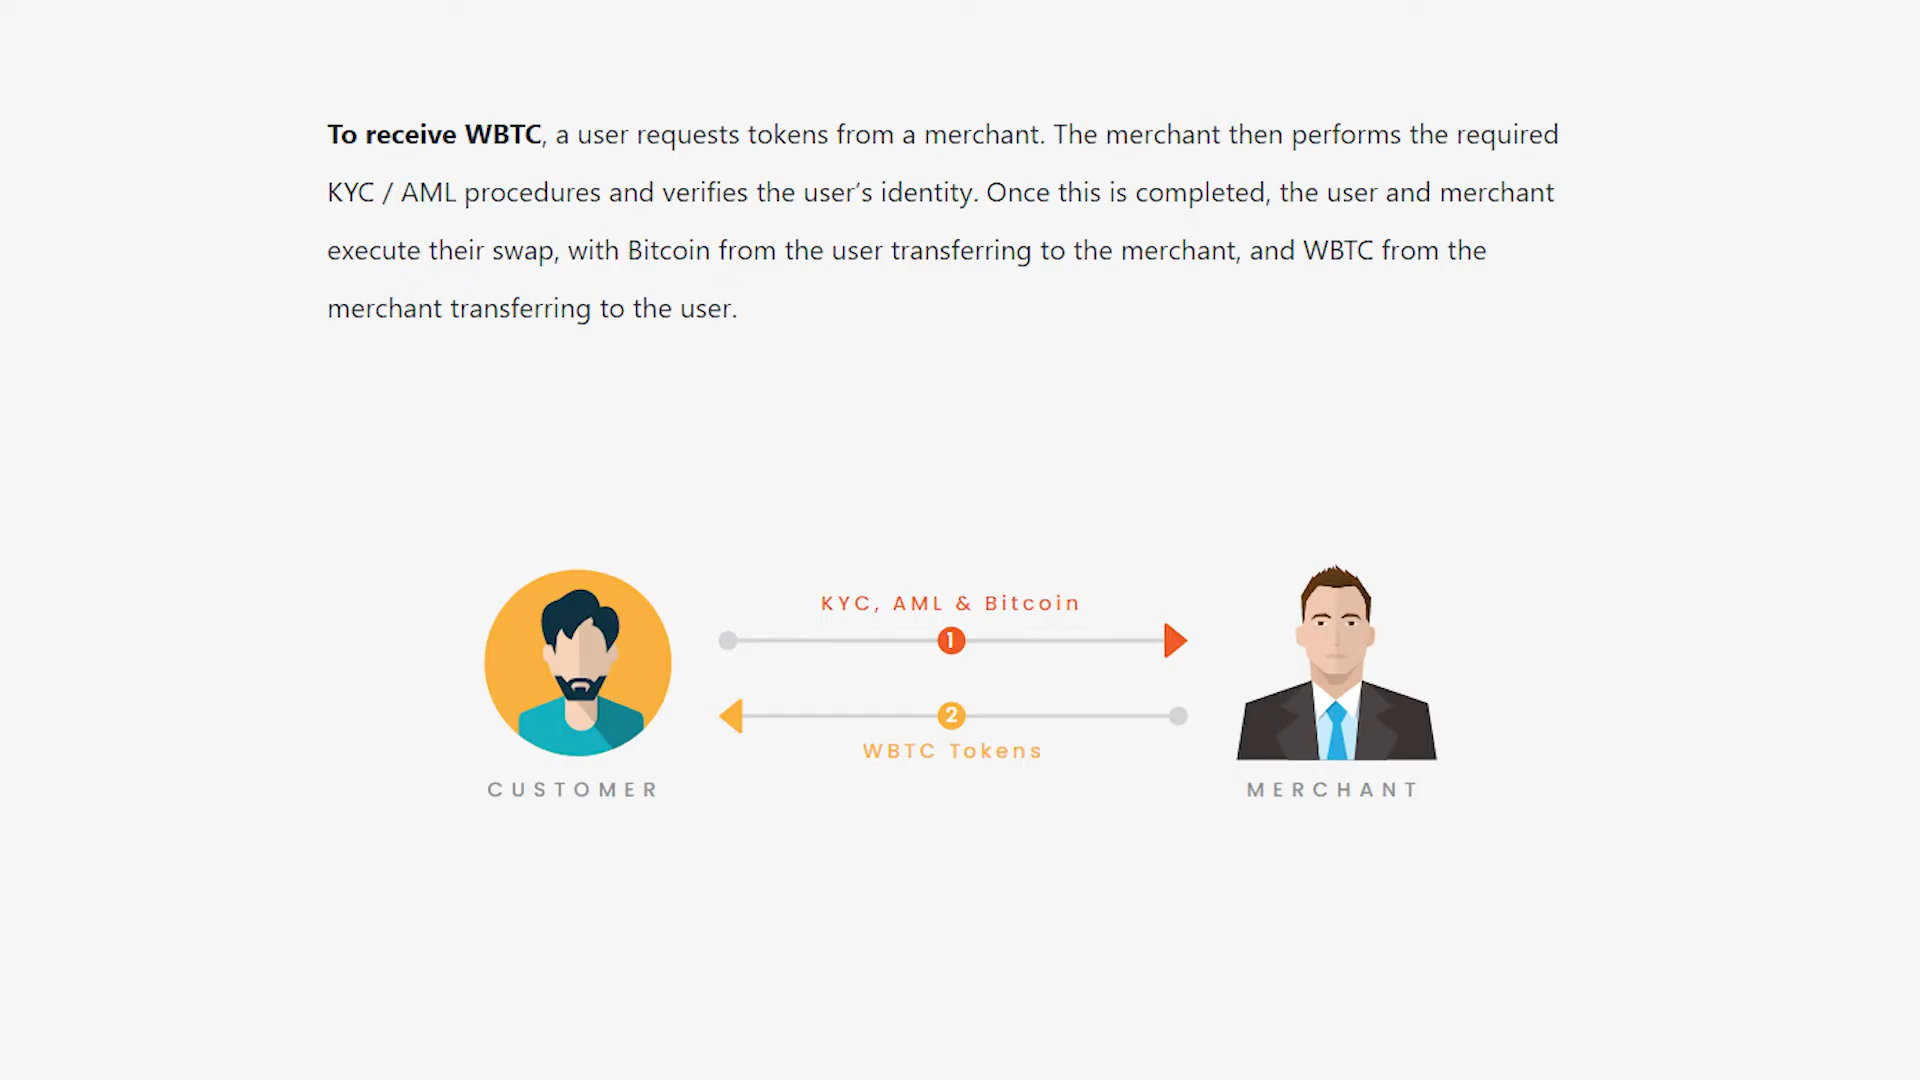 To receive WBTC, a user requests tokens from a merchant. The merchant then performs the required
KYC / AML procedures and verifies the user’s identity. Once this is completed, the user and merchant
execute their swap, with Bitcoin from the user transferring to the merchant, and WBTC from the
merchant transferring to the user.
KYC, AML & Bitcoin
1
2
WBTC Tokens
CUSTOMER
MERCHANT